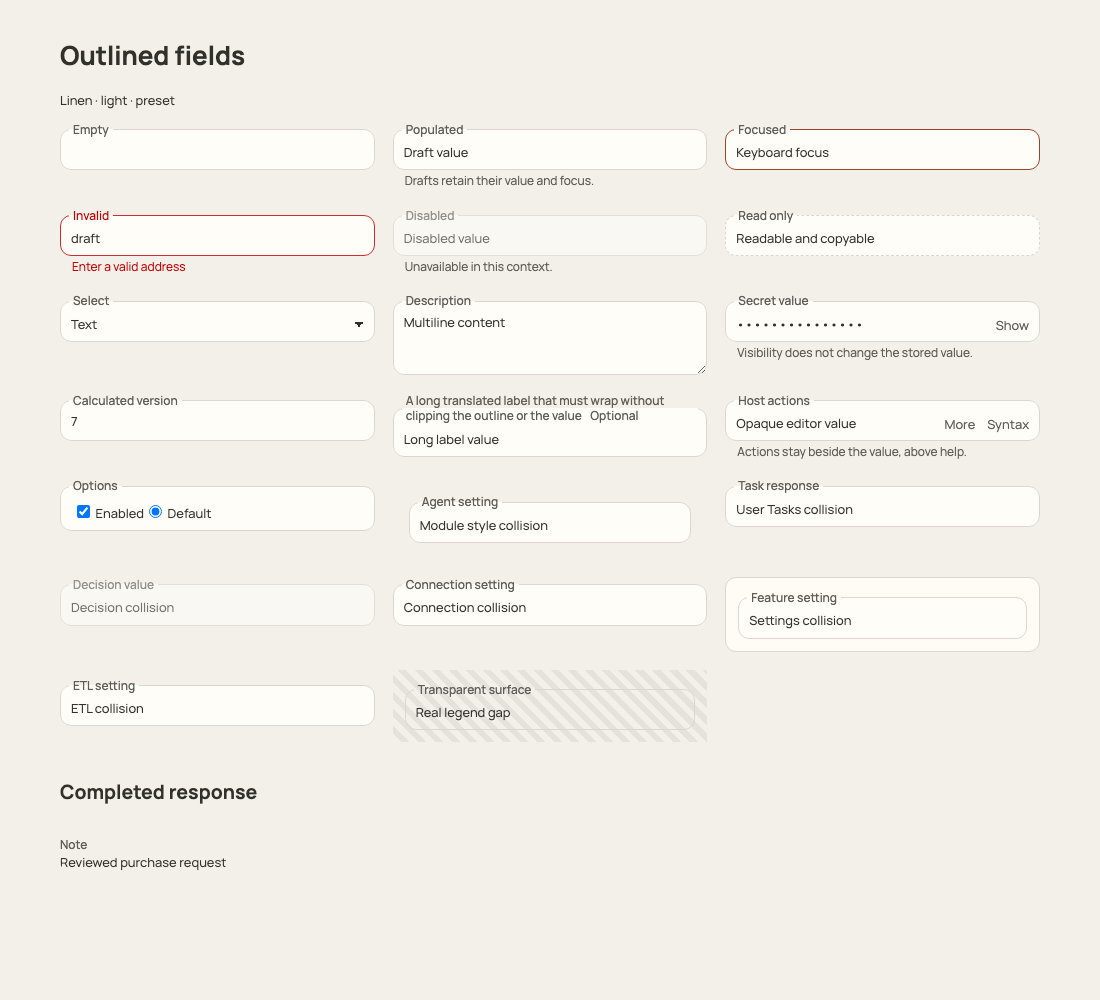 Outlined fields
Linen · light · preset
Empty
Populated
Draft value
Drafts retain their value and focus.
Focused
Keyboard focus
Invalid
draft
Enter a valid address
Disabled
Disabled value
Unavailable in this context.
Read only
Readable and copyable
Select
Text
Description
Multiline content
Secret value
•••••••••••••••
Show
Visibility does not change the stored value.
Calculated version
7
A long translated label that must wrap without
clipping the outline or the value Optional
Long label value
Host actions
Opaque editor value More Syntax
Actions stay beside the value, above help.
Options
Enabled Default
Agent setting
Module style collision
Task response
User Tasks collision
Decision value
Decision collision
Connection setting
Connection collision
Feature setting
Settings collision
ETL setting
ETL collision
Transparent surface
Real legend gap
Completed response
Note
Reviewed purchase request